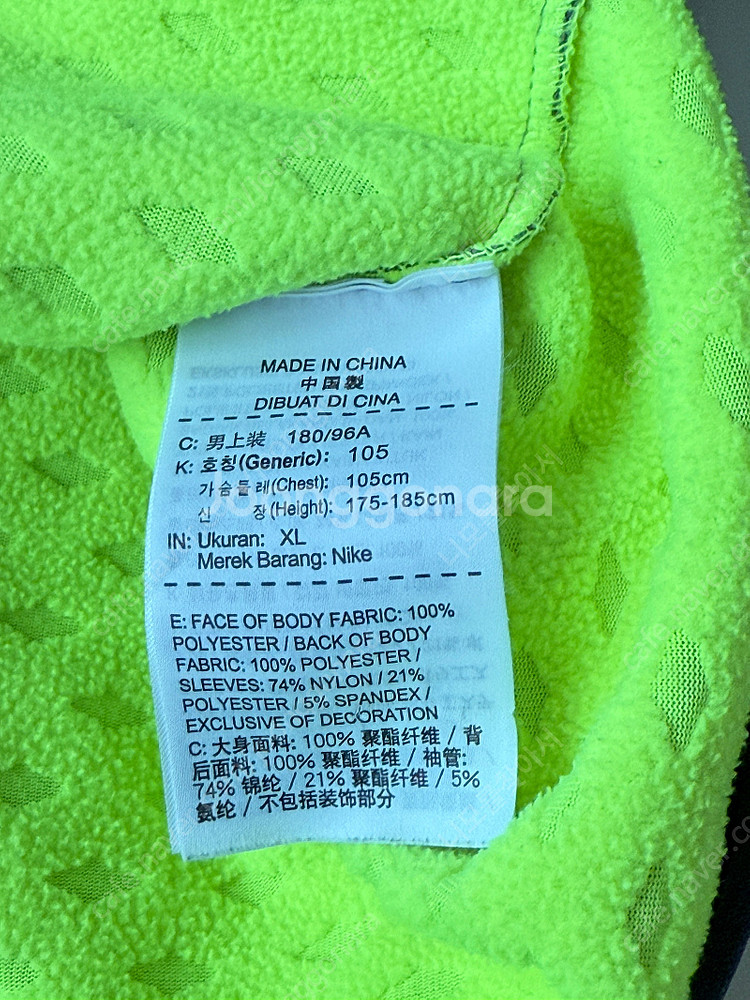 MADE IN CHINA
中国製
DIBUAT DI CINA
C: 男上装 180/96A
K: 호칭(Generic): 105
가슴둘레(Chest): 105cm
신 장(Height): 175-185cm
IN: Ukuran: XL
Merek Barang: Nike
Joonggonara
E: FACE OF BODY FABRIC: 100%
POLYESTER / BACK OF BODY
FABRIC: 100% POLYESTER /
SLEEVES: 74% NYLON / 21%
POLYESTER / 5% SPANDEX /
EXCLUSIVE OF DECORATION
C: 大身面料: 100% 聚酯纤维 / 背
后面料: 100% 聚酯纤维 / 袖管:
74% 锦纶 / 21% 聚酯纤维 / 5%
氨纶 / 不包括装饰部分